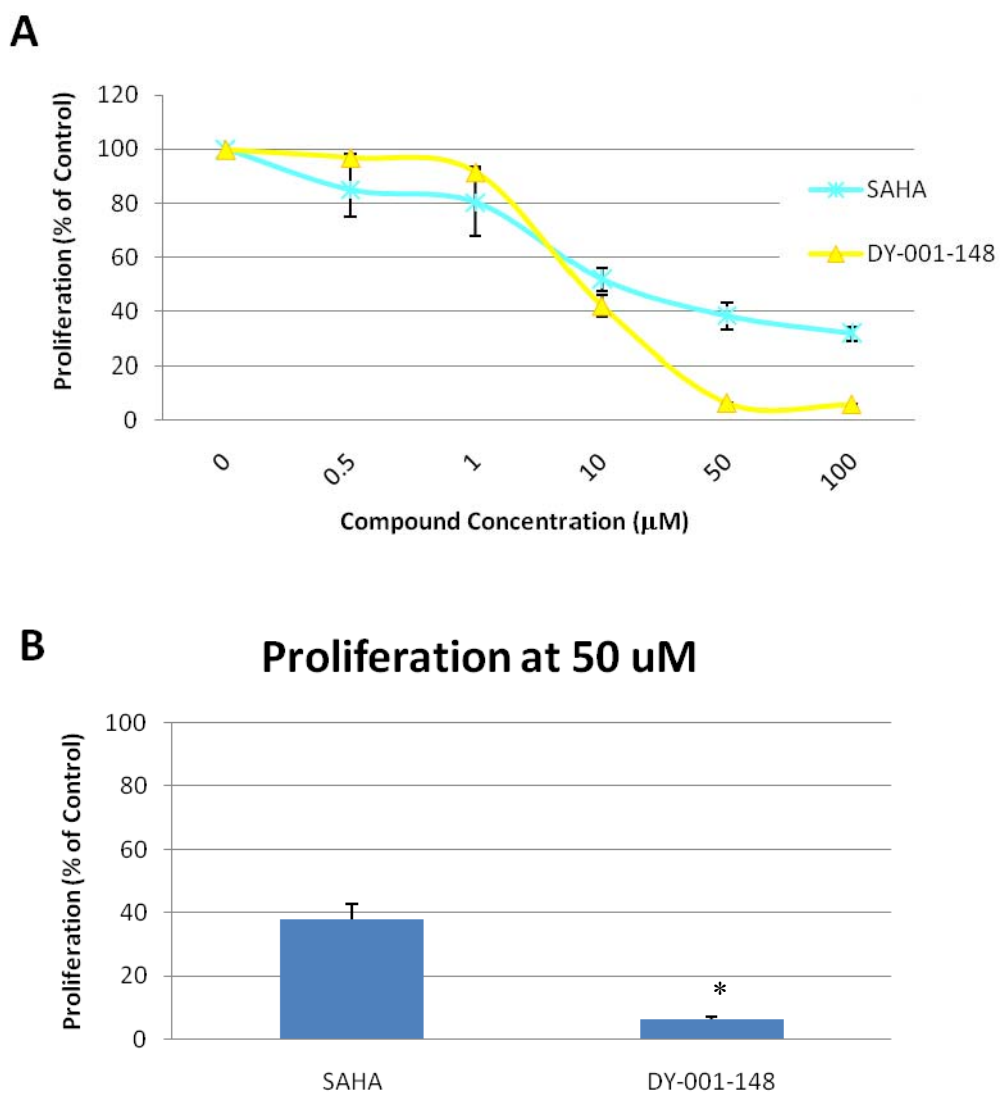 A
Proliferation (% of Control)
120
100
80
60
40
20
0
0
0.5
1
10
50
100
Compound Concentration (μM)
SAHA
DY-001-148
B
Proliferation at 50 uM
Proliferation (% of Control)
100
80
60
40
20
0
*
SAHA
DY-001-148